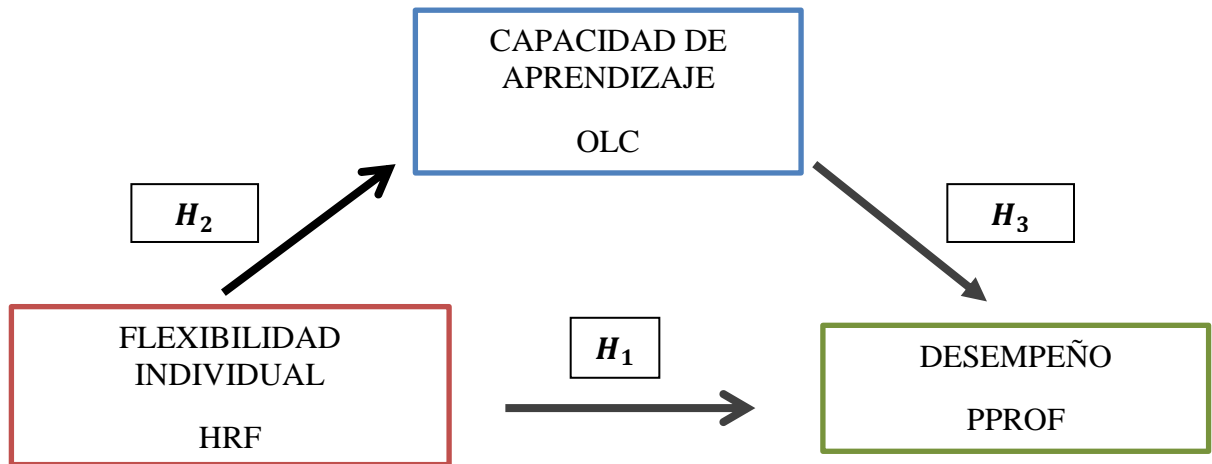 CAPACIDAD DE
APRENDIZAJE
OLC
H₂
H₃
FLEXIBILIDAD
INDIVIDUAL
HRF
H₁
DESEMPEÑO
PPROF